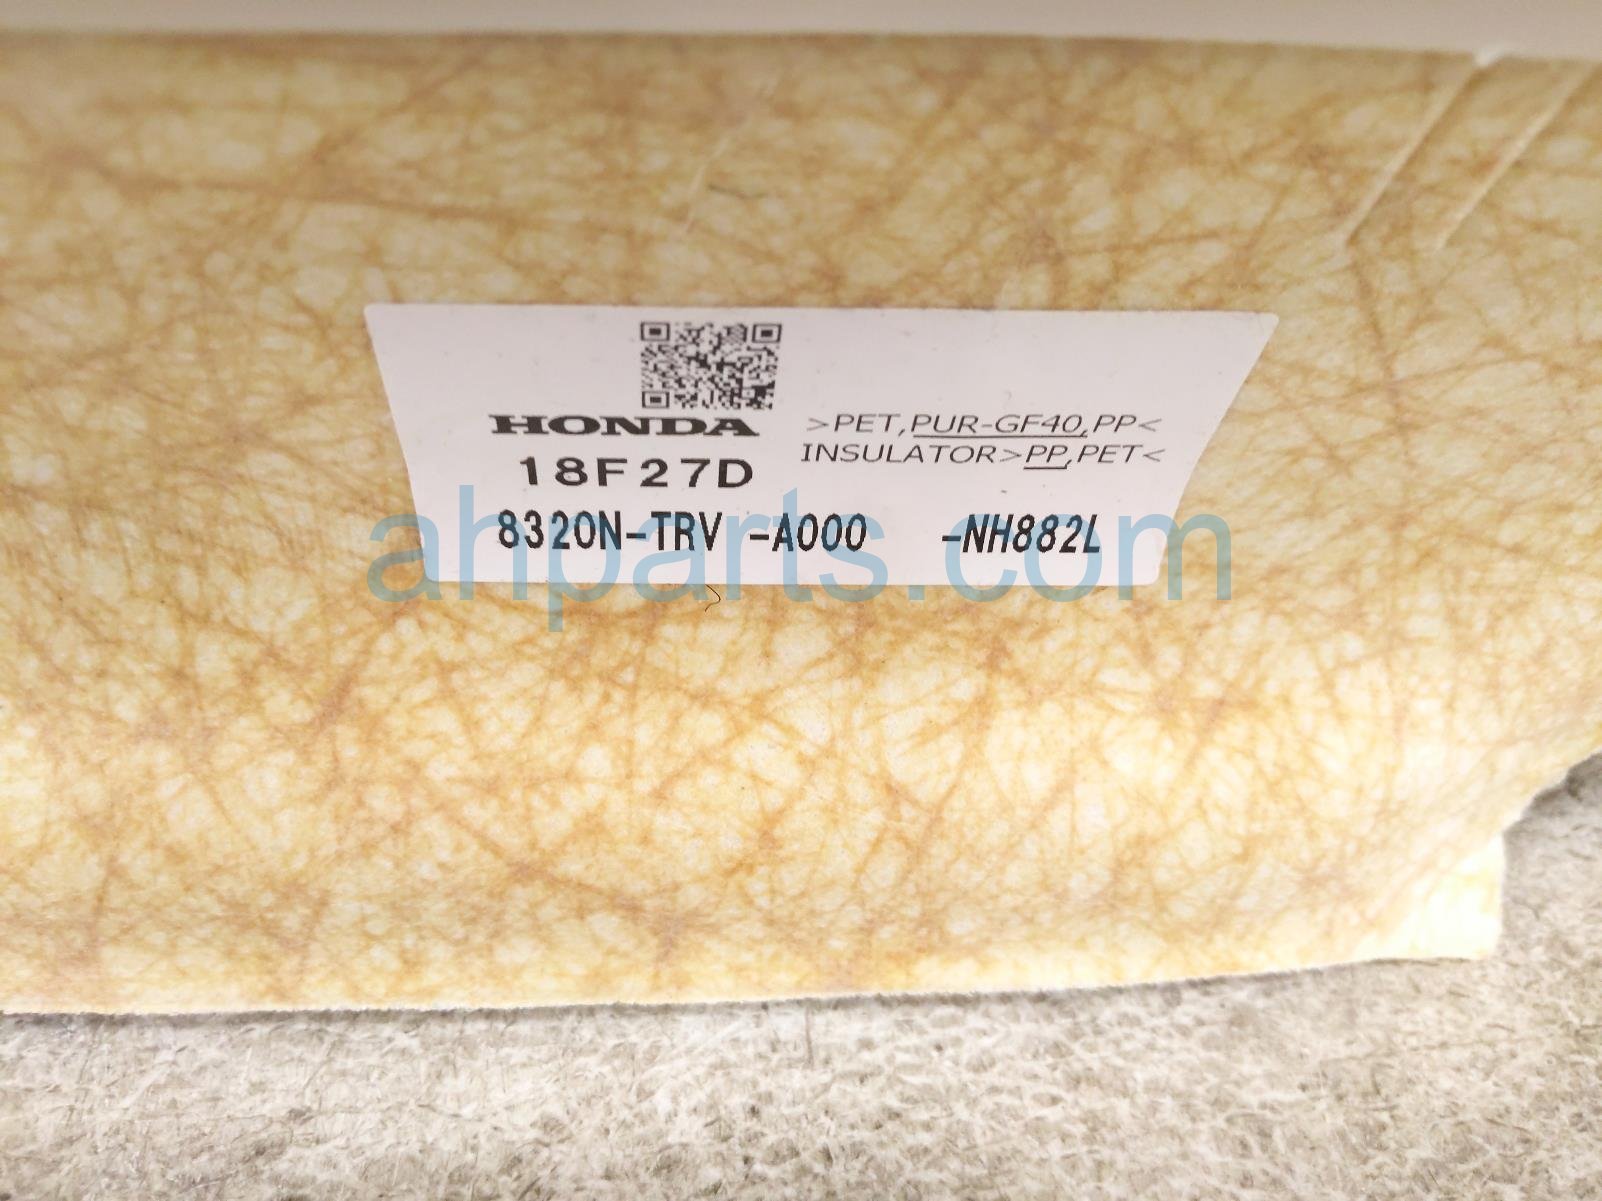 HONDA
18F27D
>PET,PUR-GF40,PP<
INSULATOR>PP,PET<
8320N-TRV -A000 -NH882L
ahparts.com